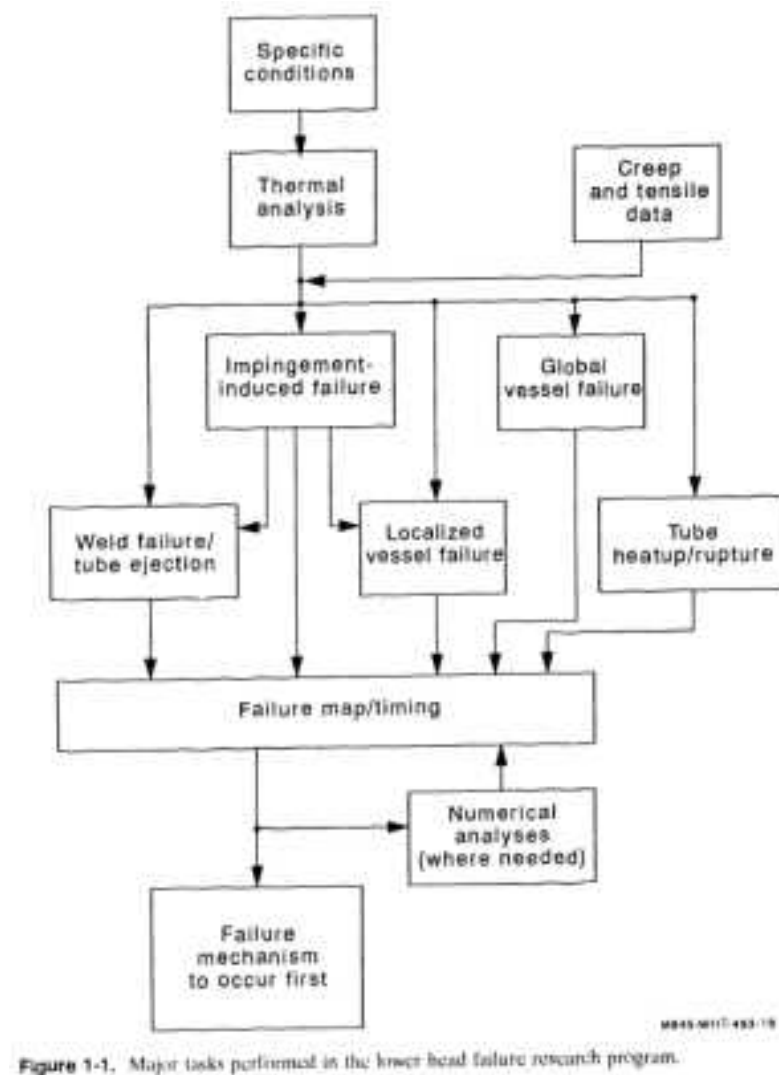 Specific
conditions
Thermal
analysis
Creep
and tensile
data
Impingement-
induced failure
Global
vessel failure
Weld failure/
tube ejection
Localized
vessel failure
Tube
heatup/rupture
Failure map/timing
Numerical
analyses
(where needed)
Failure
mechanism
to occur first
Figure 1-1. Major tasks performed in the lower head failure research program.